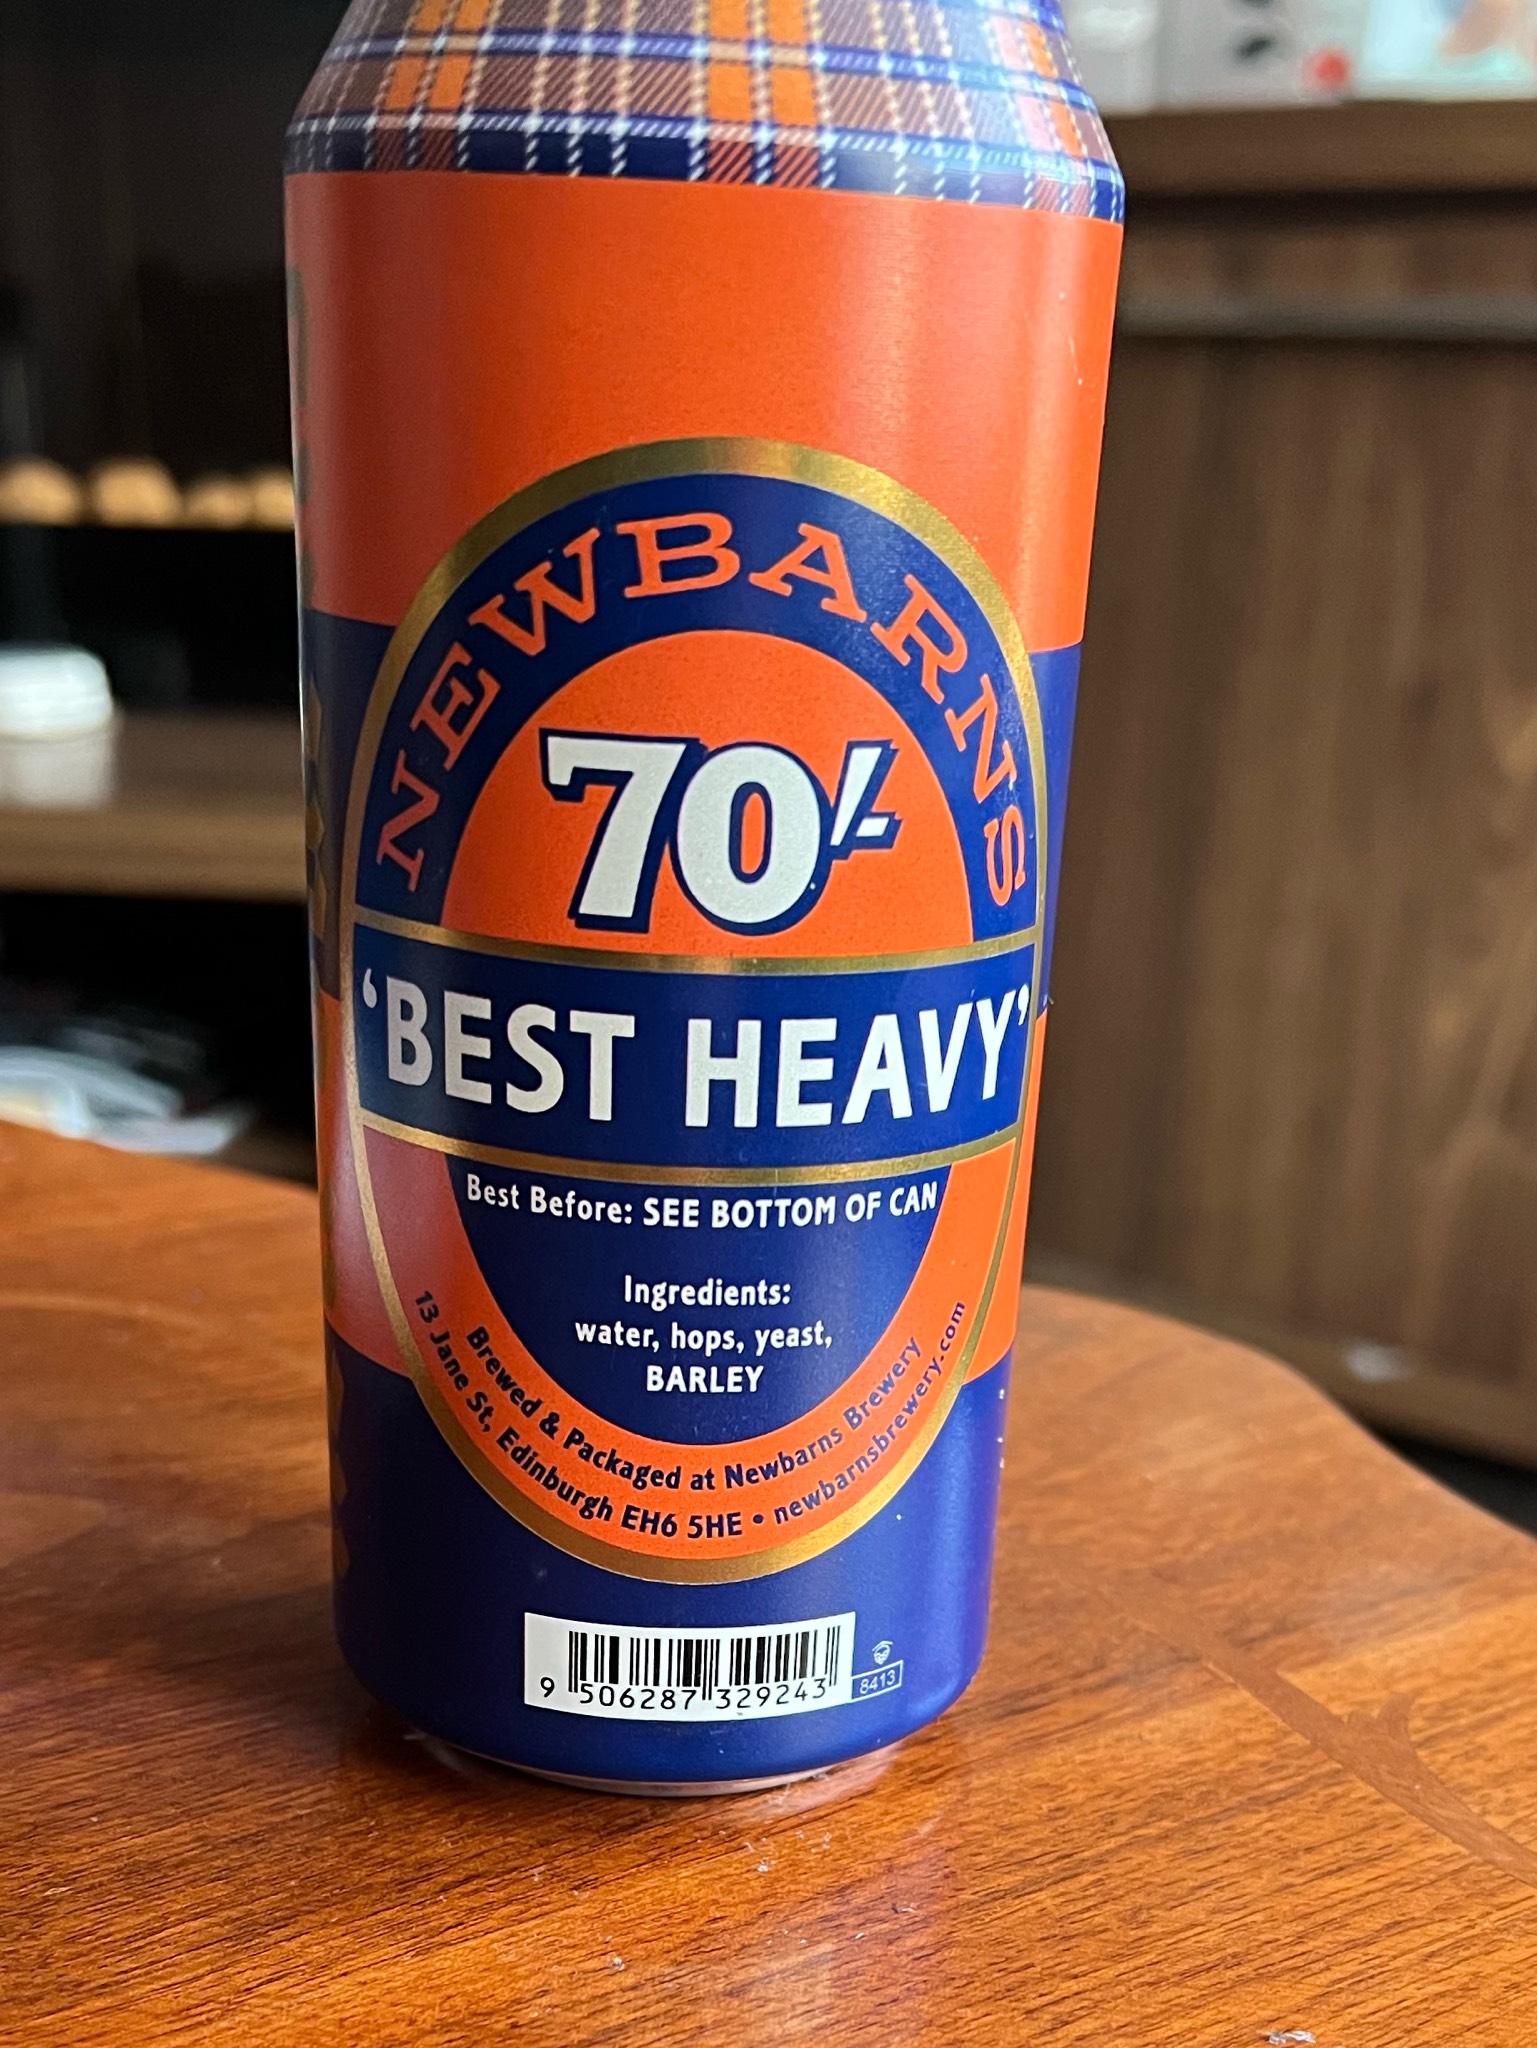 NEWBARNS
70/-
‘BEST HEAVY’
Best Before: SEE BOTTOM OF CAN
Ingredients:
water, hops, yeast,
BARLEY
Brewed & Packaged at Newbarns Brewery
13 Jane St, Edinburgh EH6 5HE • newbarnsbrewery.com
9 506287 329243
8413